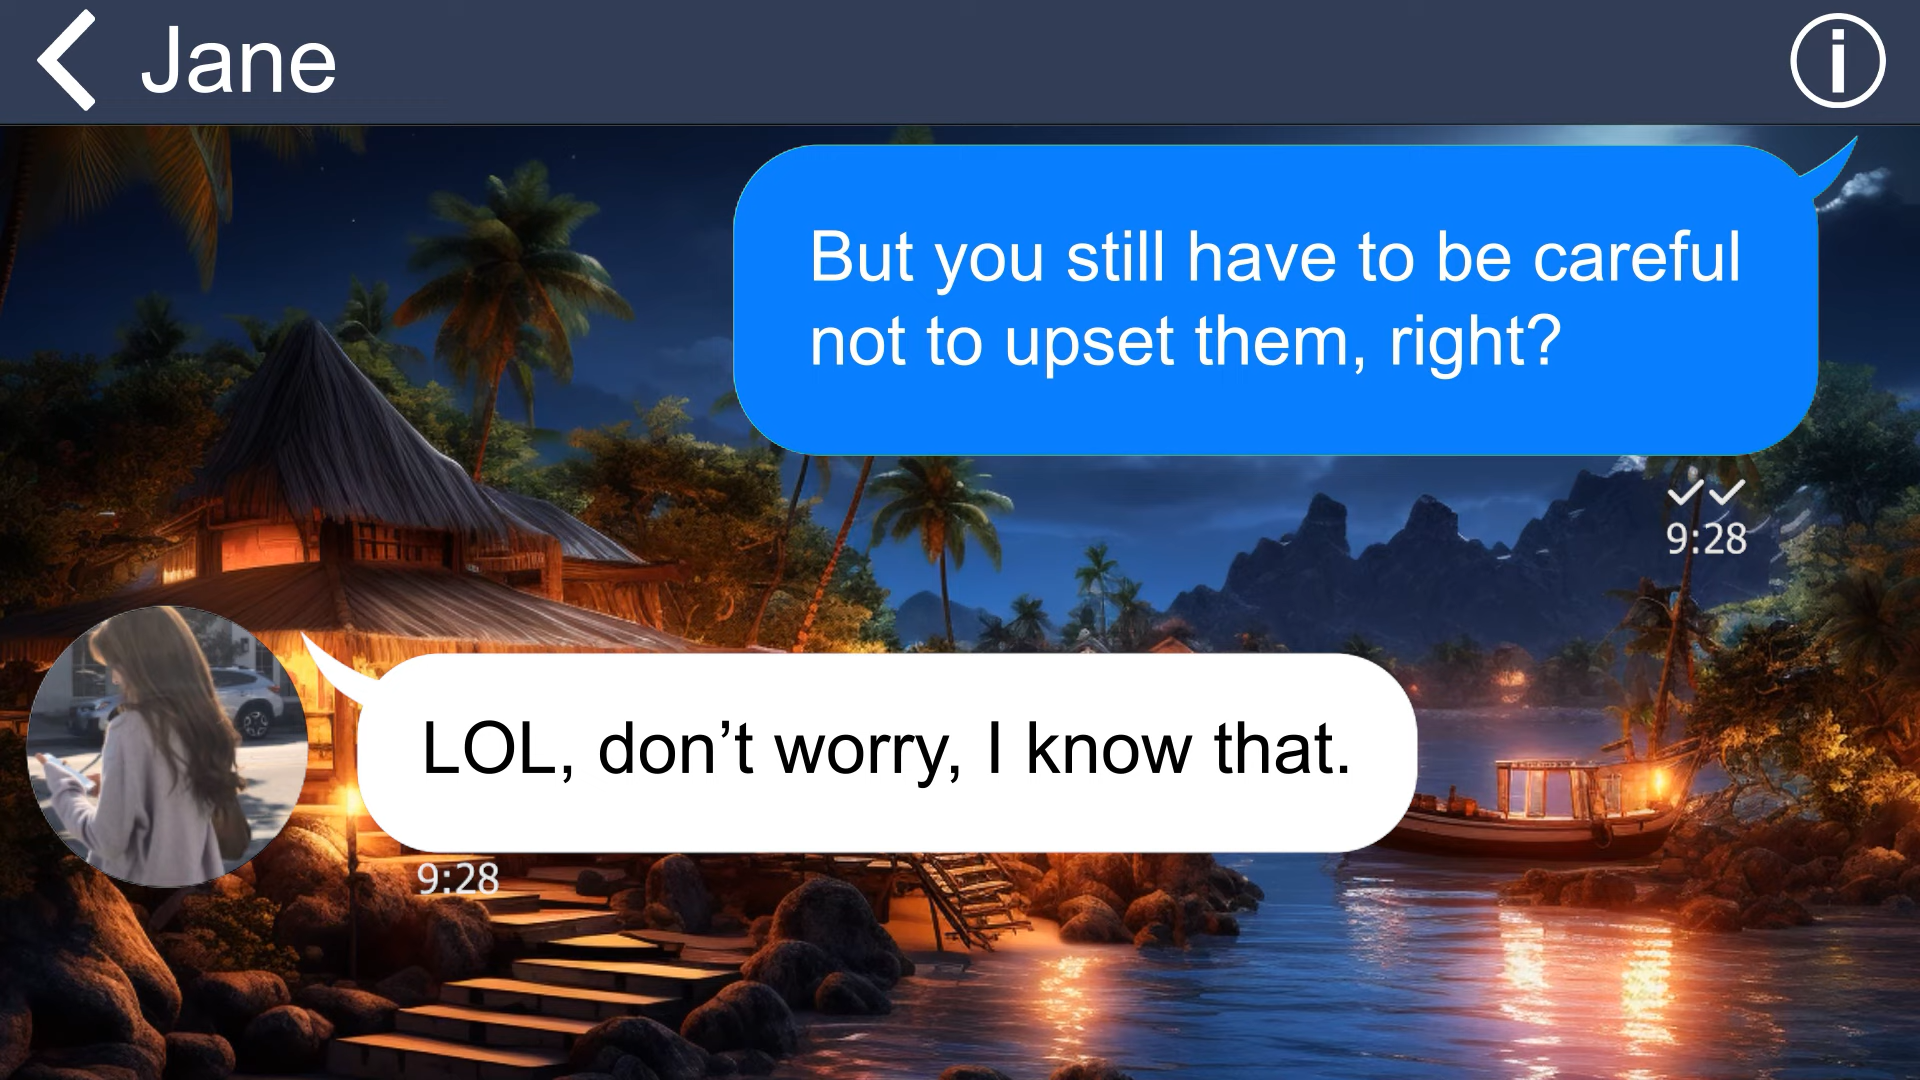 Jane
But you still have to be careful
not to upset them, right?
9:28
LOL, don’t worry, I know that.
9:28